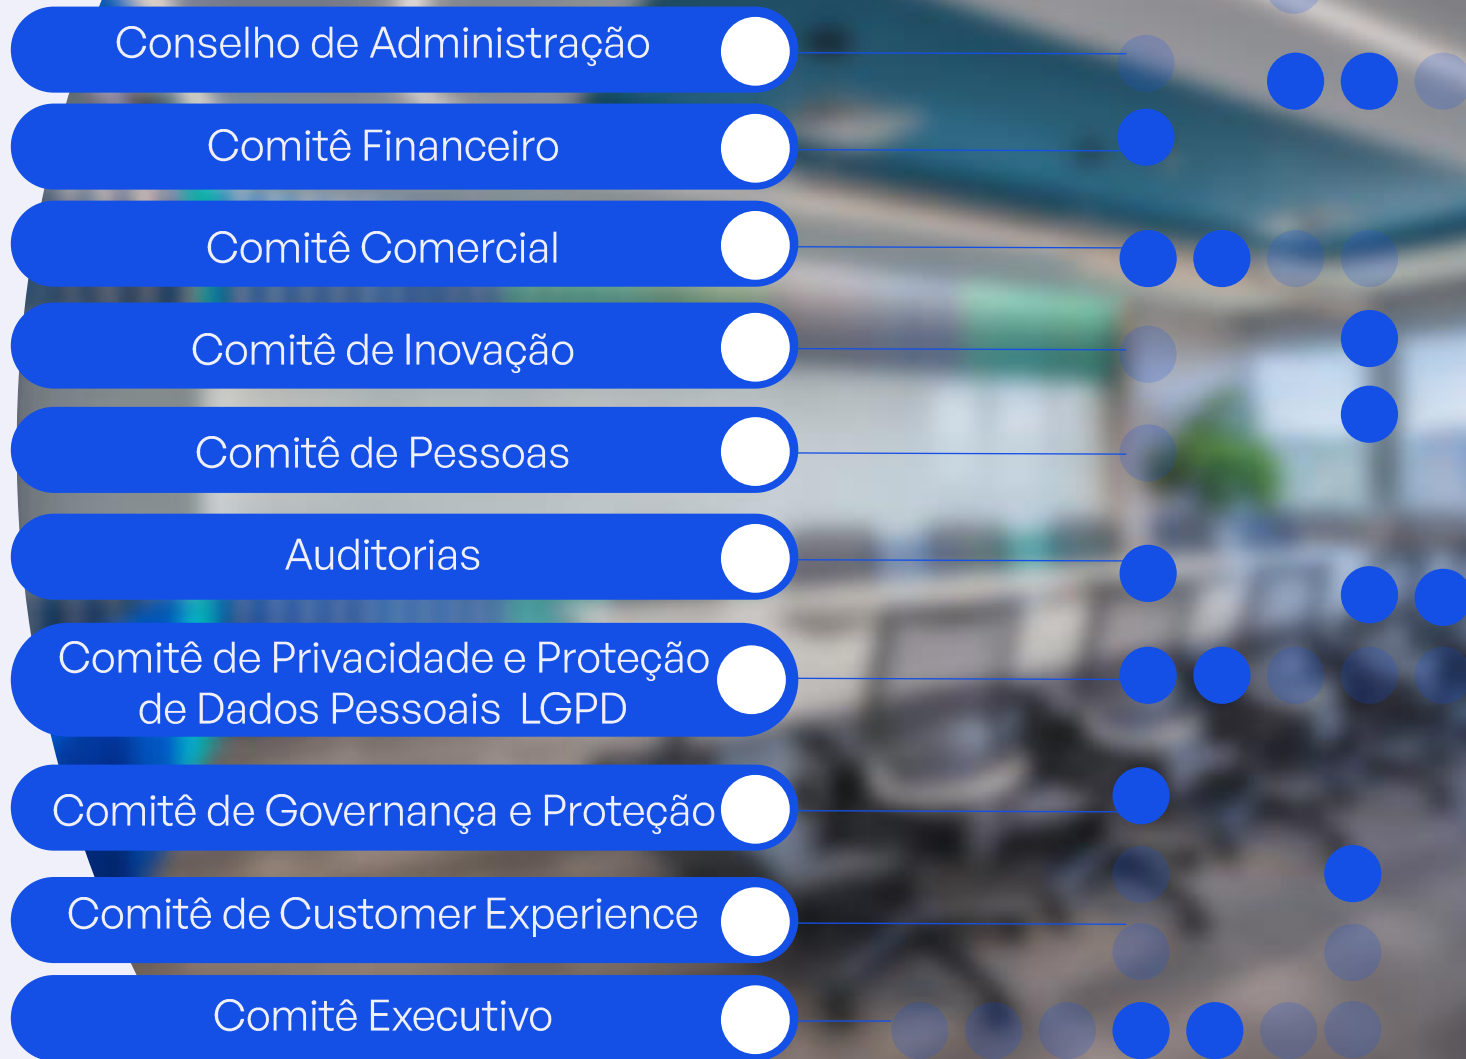 Conselho de Administração
Comitê Financeiro
Comitê Comercial
Comitê de Inovação
Comitê de Pessoas
Auditorias
Comitê de Privacidade e Proteção
de Dados Pessoais LGPD
Comitê de Governança e Proteção
Comitê de Customer Experience
Comitê Executivo